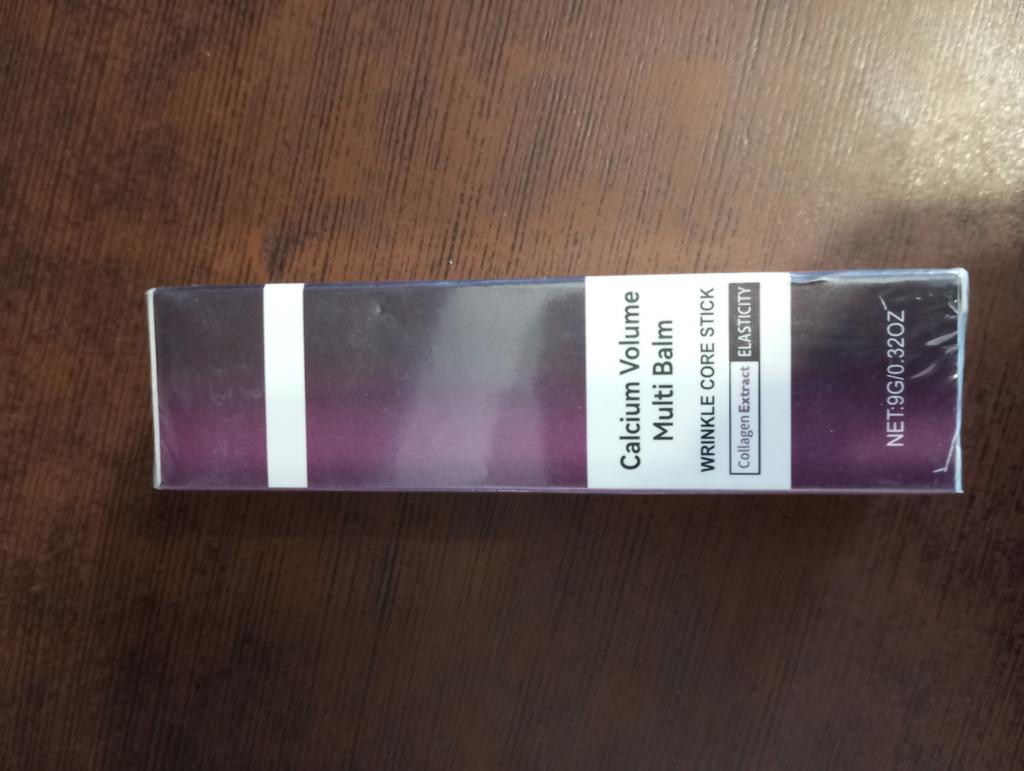 Calcium Volume
Multi Balm
WRINKLE CORE STICK
Collagen Extract ELASTICITY
NET:9G/0.32OZ